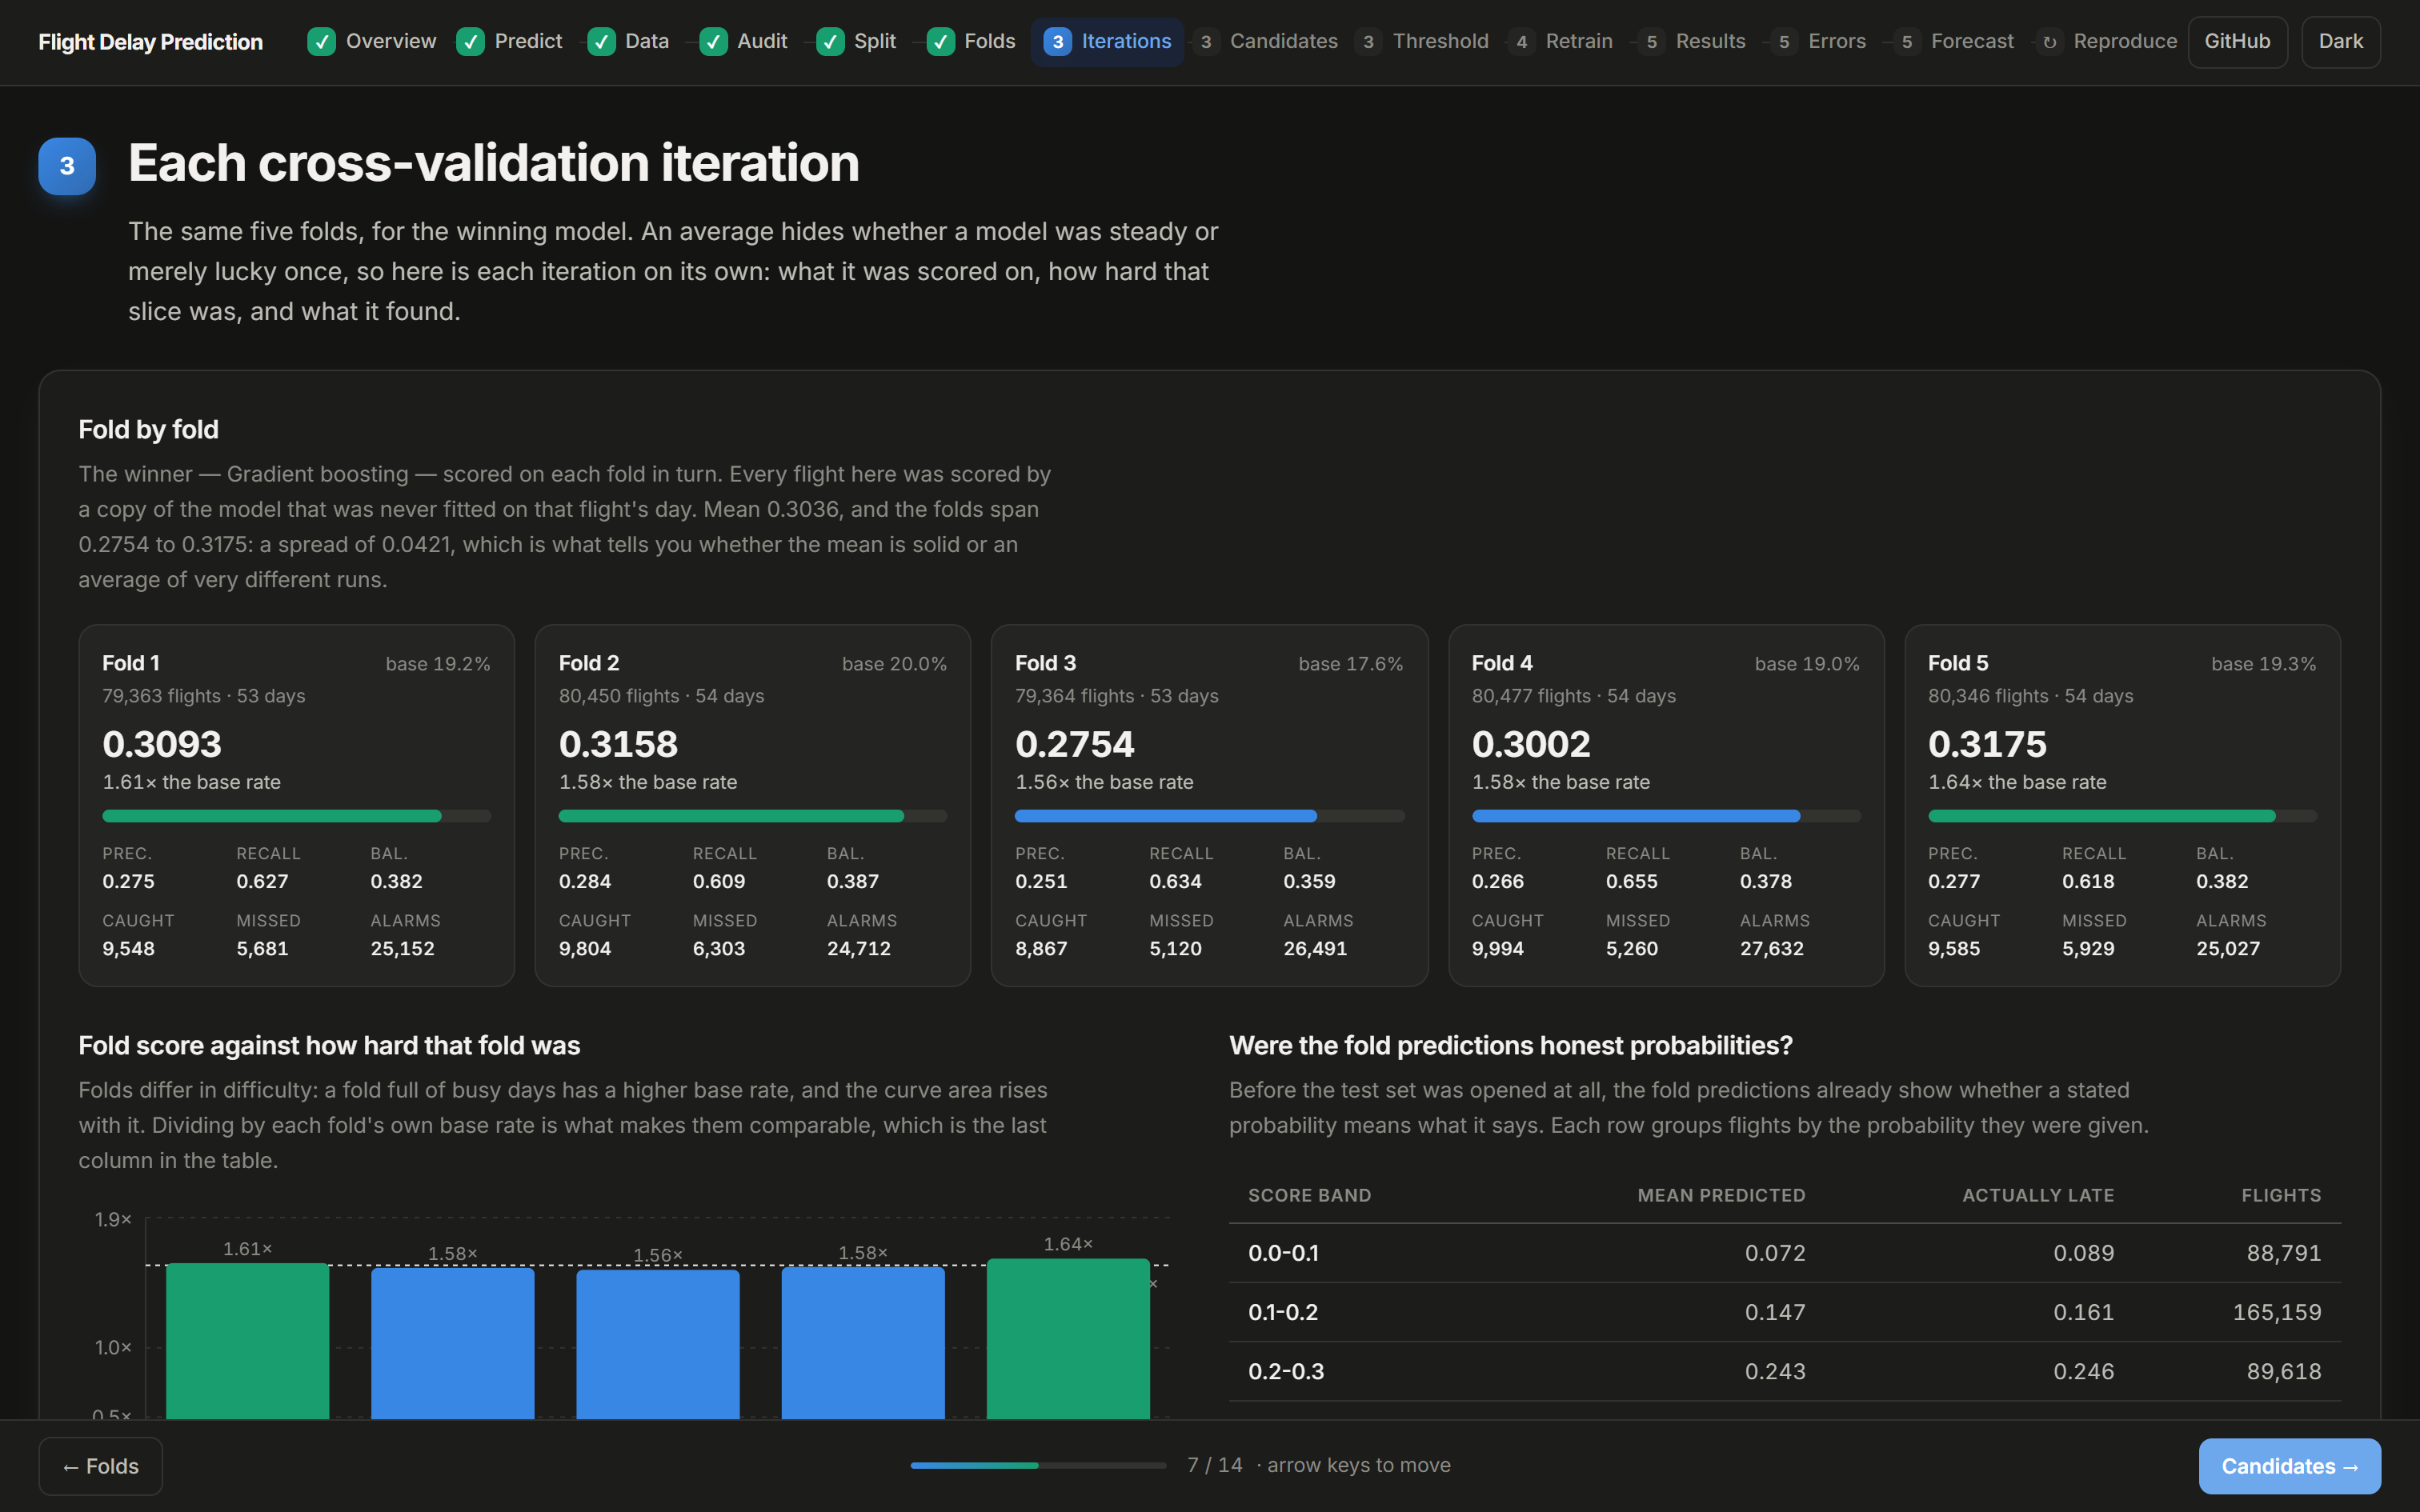 Flight Delay Prediction
✓ Overview ✓ Predict ✓ Data ✓ Audit ✓ Split ✓ Folds 3 Iterations 3 Candidates 3 Threshold 4 Retrain 5 Results 5 Errors 5 Forecast ↻ Reproduce GitHub Dark
3 Each cross-validation iteration
The same five folds, for the winning model. An average hides whether a model was steady or
merely lucky once, so here is each iteration on its own: what it was scored on, how hard that
slice was, and what it found.
Fold by fold
The winner — Gradient boosting — scored on each fold in turn. Every flight here was scored by
a copy of the model that was never fitted on that flight's day. Mean 0.3036, and the folds span
0.2754 to 0.3175: a spread of 0.0421, which is what tells you whether the mean is solid or an
average of very different runs.
Fold 1 base 19.2%
79,363 flights · 53 days
0.3093
1.61× the base rate
PREC. RECALL BAL.
0.275 0.627 0.382
CAUGHT MISSED ALARMS
9,548 5,681 25,152
Fold 2 base 20.0%
80,450 flights · 54 days
0.3158
1.58× the base rate
PREC. RECALL BAL.
0.284 0.609 0.387
CAUGHT MISSED ALARMS
9,804 6,303 24,712
Fold 3 base 17.6%
79,364 flights · 53 days
0.2754
1.56× the base rate
PREC. RECALL BAL.
0.251 0.634 0.359
CAUGHT MISSED ALARMS
8,867 5,120 26,491
Fold 4 base 19.0%
80,477 flights · 54 days
0.3002
1.58× the base rate
PREC. RECALL BAL.
0.266 0.655 0.378
CAUGHT MISSED ALARMS
9,994 5,260 27,632
Fold 5 base 19.3%
80,346 flights · 54 days
0.3175
1.64× the base rate
PREC. RECALL BAL.
0.277 0.618 0.382
CAUGHT MISSED ALARMS
9,585 5,929 25,027
Fold score against how hard that fold was
Folds differ in difficulty: a fold full of busy days has a higher base rate, and the curve area rises
with it. Dividing by each fold's own base rate is what makes them comparable, which is the last
column in the table.
1.9×
1.61× 1.58× 1.56× 1.58× 1.64×
×
1.0×
0.5×
Were the fold predictions honest probabilities?
Before the test set was opened at all, the fold predictions already show whether a stated
probability means what it says. Each row groups flights by the probability they were given.
SCORE BAND MEAN PREDICTED ACTUALLY LATE FLIGHTS
0.0-0.1 0.072 0.089 88,791
0.1-0.2 0.147 0.161 165,159
0.2-0.3 0.243 0.246 89,618
← Folds
7 / 14 · arrow keys to move
Candidates →